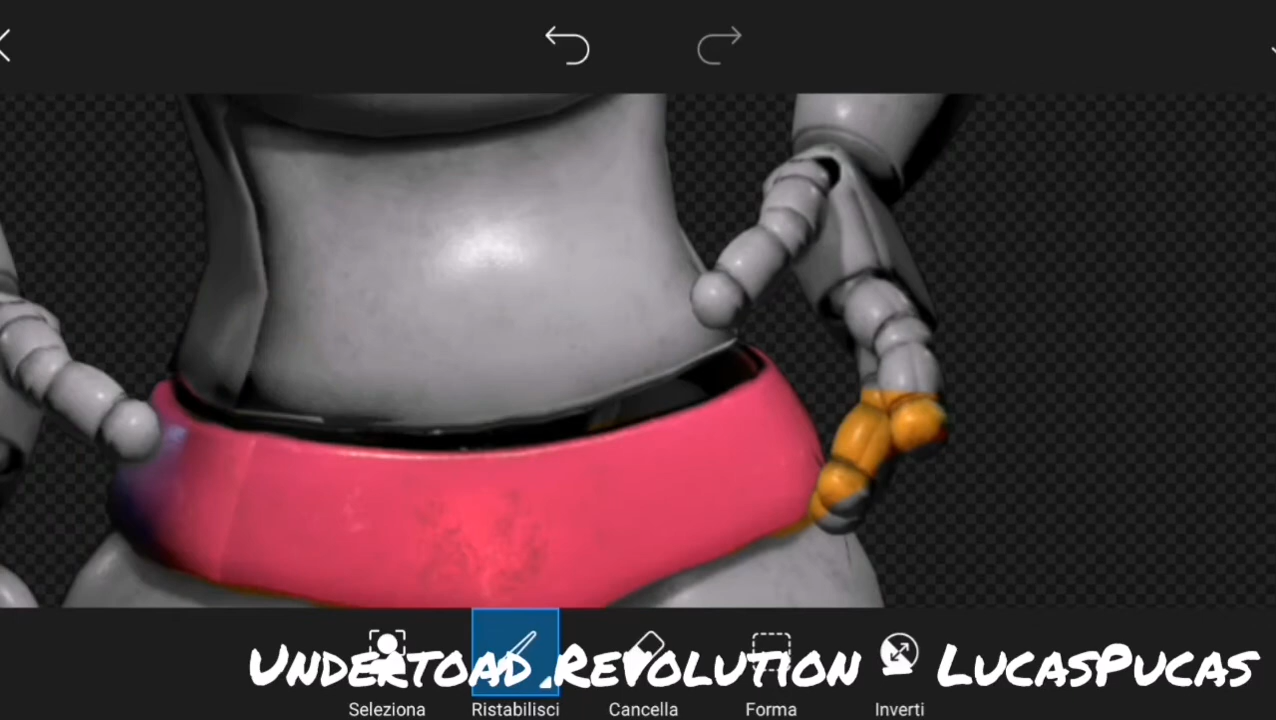 Undertoad Revolution - LucasPucas
Seleziona Ristabilisci Cancella Forma Inverti